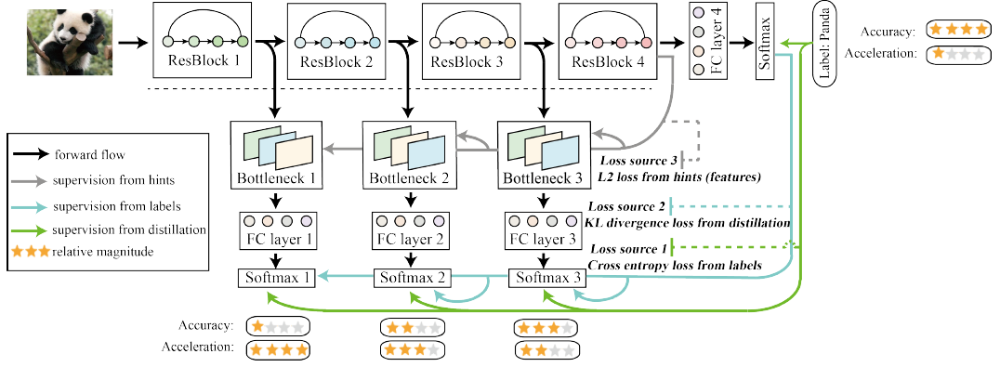 ResBlock 1
ResBlock 2
ResBlock 3
ResBlock 4
FC layer 4
Softmax
Label: Panda
Accuracy:
Acceleration:
forward flow
supervision from hints
supervision from labels
supervision from distillation
relative magnitude
Bottleneck 1
Bottleneck 2
Bottleneck 3
Loss source 3
L2 loss from hints (features)
Loss source 2
KL divergence loss from distillation
Loss source 1
Cross entropy loss from labels
FC layer 1
FC layer 2
FC layer 3
Softmax 1
Softmax 2
Softmax 3
Accuracy:
Acceleration: